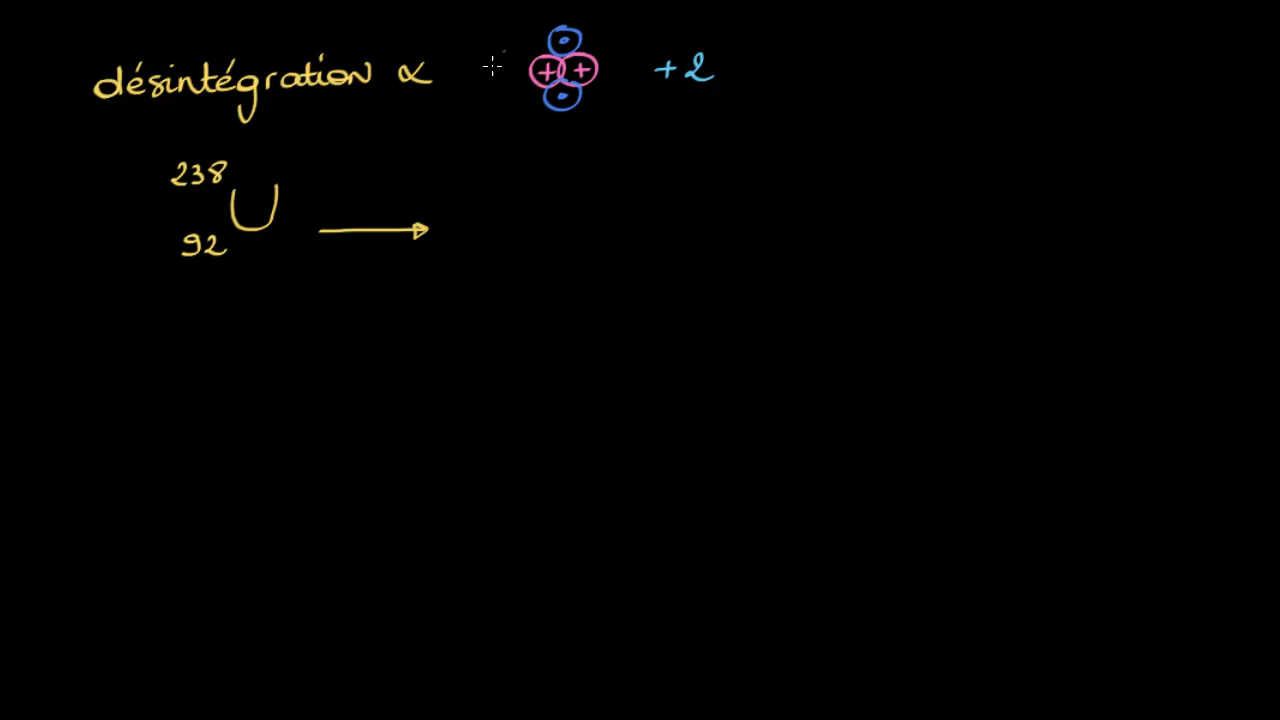 désintégration α ++ +2
238
U
92